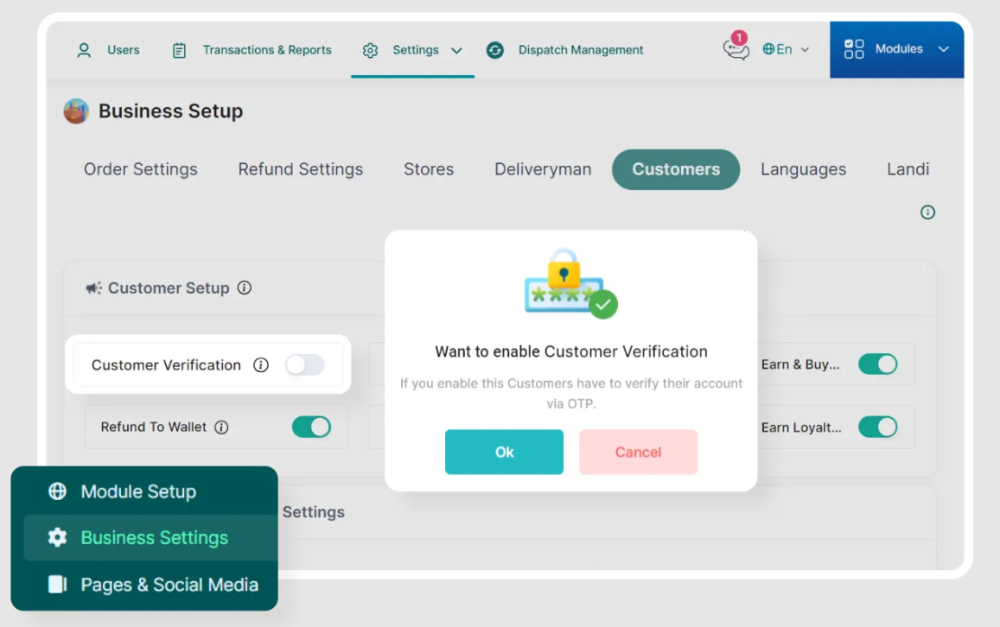 Users
Transactions & Reports
Settings
Dispatch Management
1
En
Modules
Business Setup
Order Settings
Refund Settings
Stores
Deliveryman
Customers
Languages
Landi
Customer Setup
Customer Verification
Earn & Buy...
Refund To Wallet
Earn Loyalt...
Want to enable Customer Verification
If you enable this Customers have to verify their account
via OTP.
Ok
Cancel
Settings
Module Setup
Business Settings
Pages & Social Media